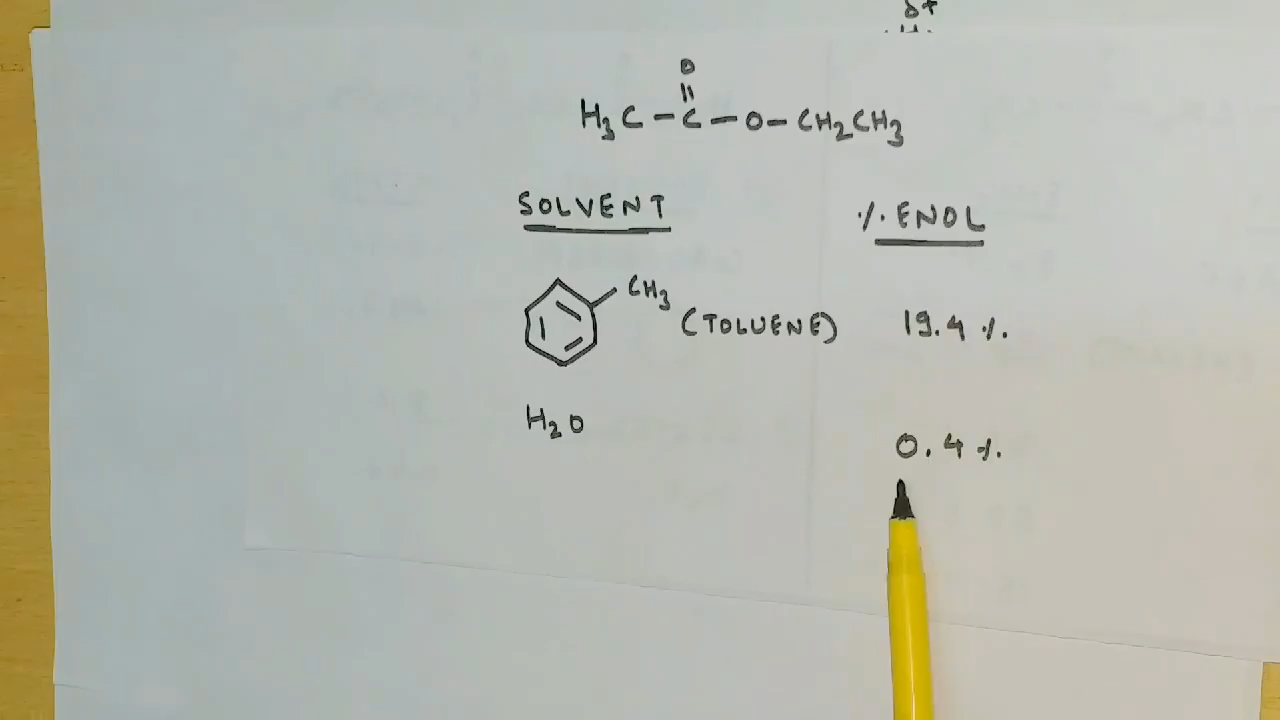 δ+
O
||
H₃C – C – O – CH₂CH₃
SOLVENT % ENOL
CH₃
(TOLUENE) 19.4 %
H₂O
0.4 %